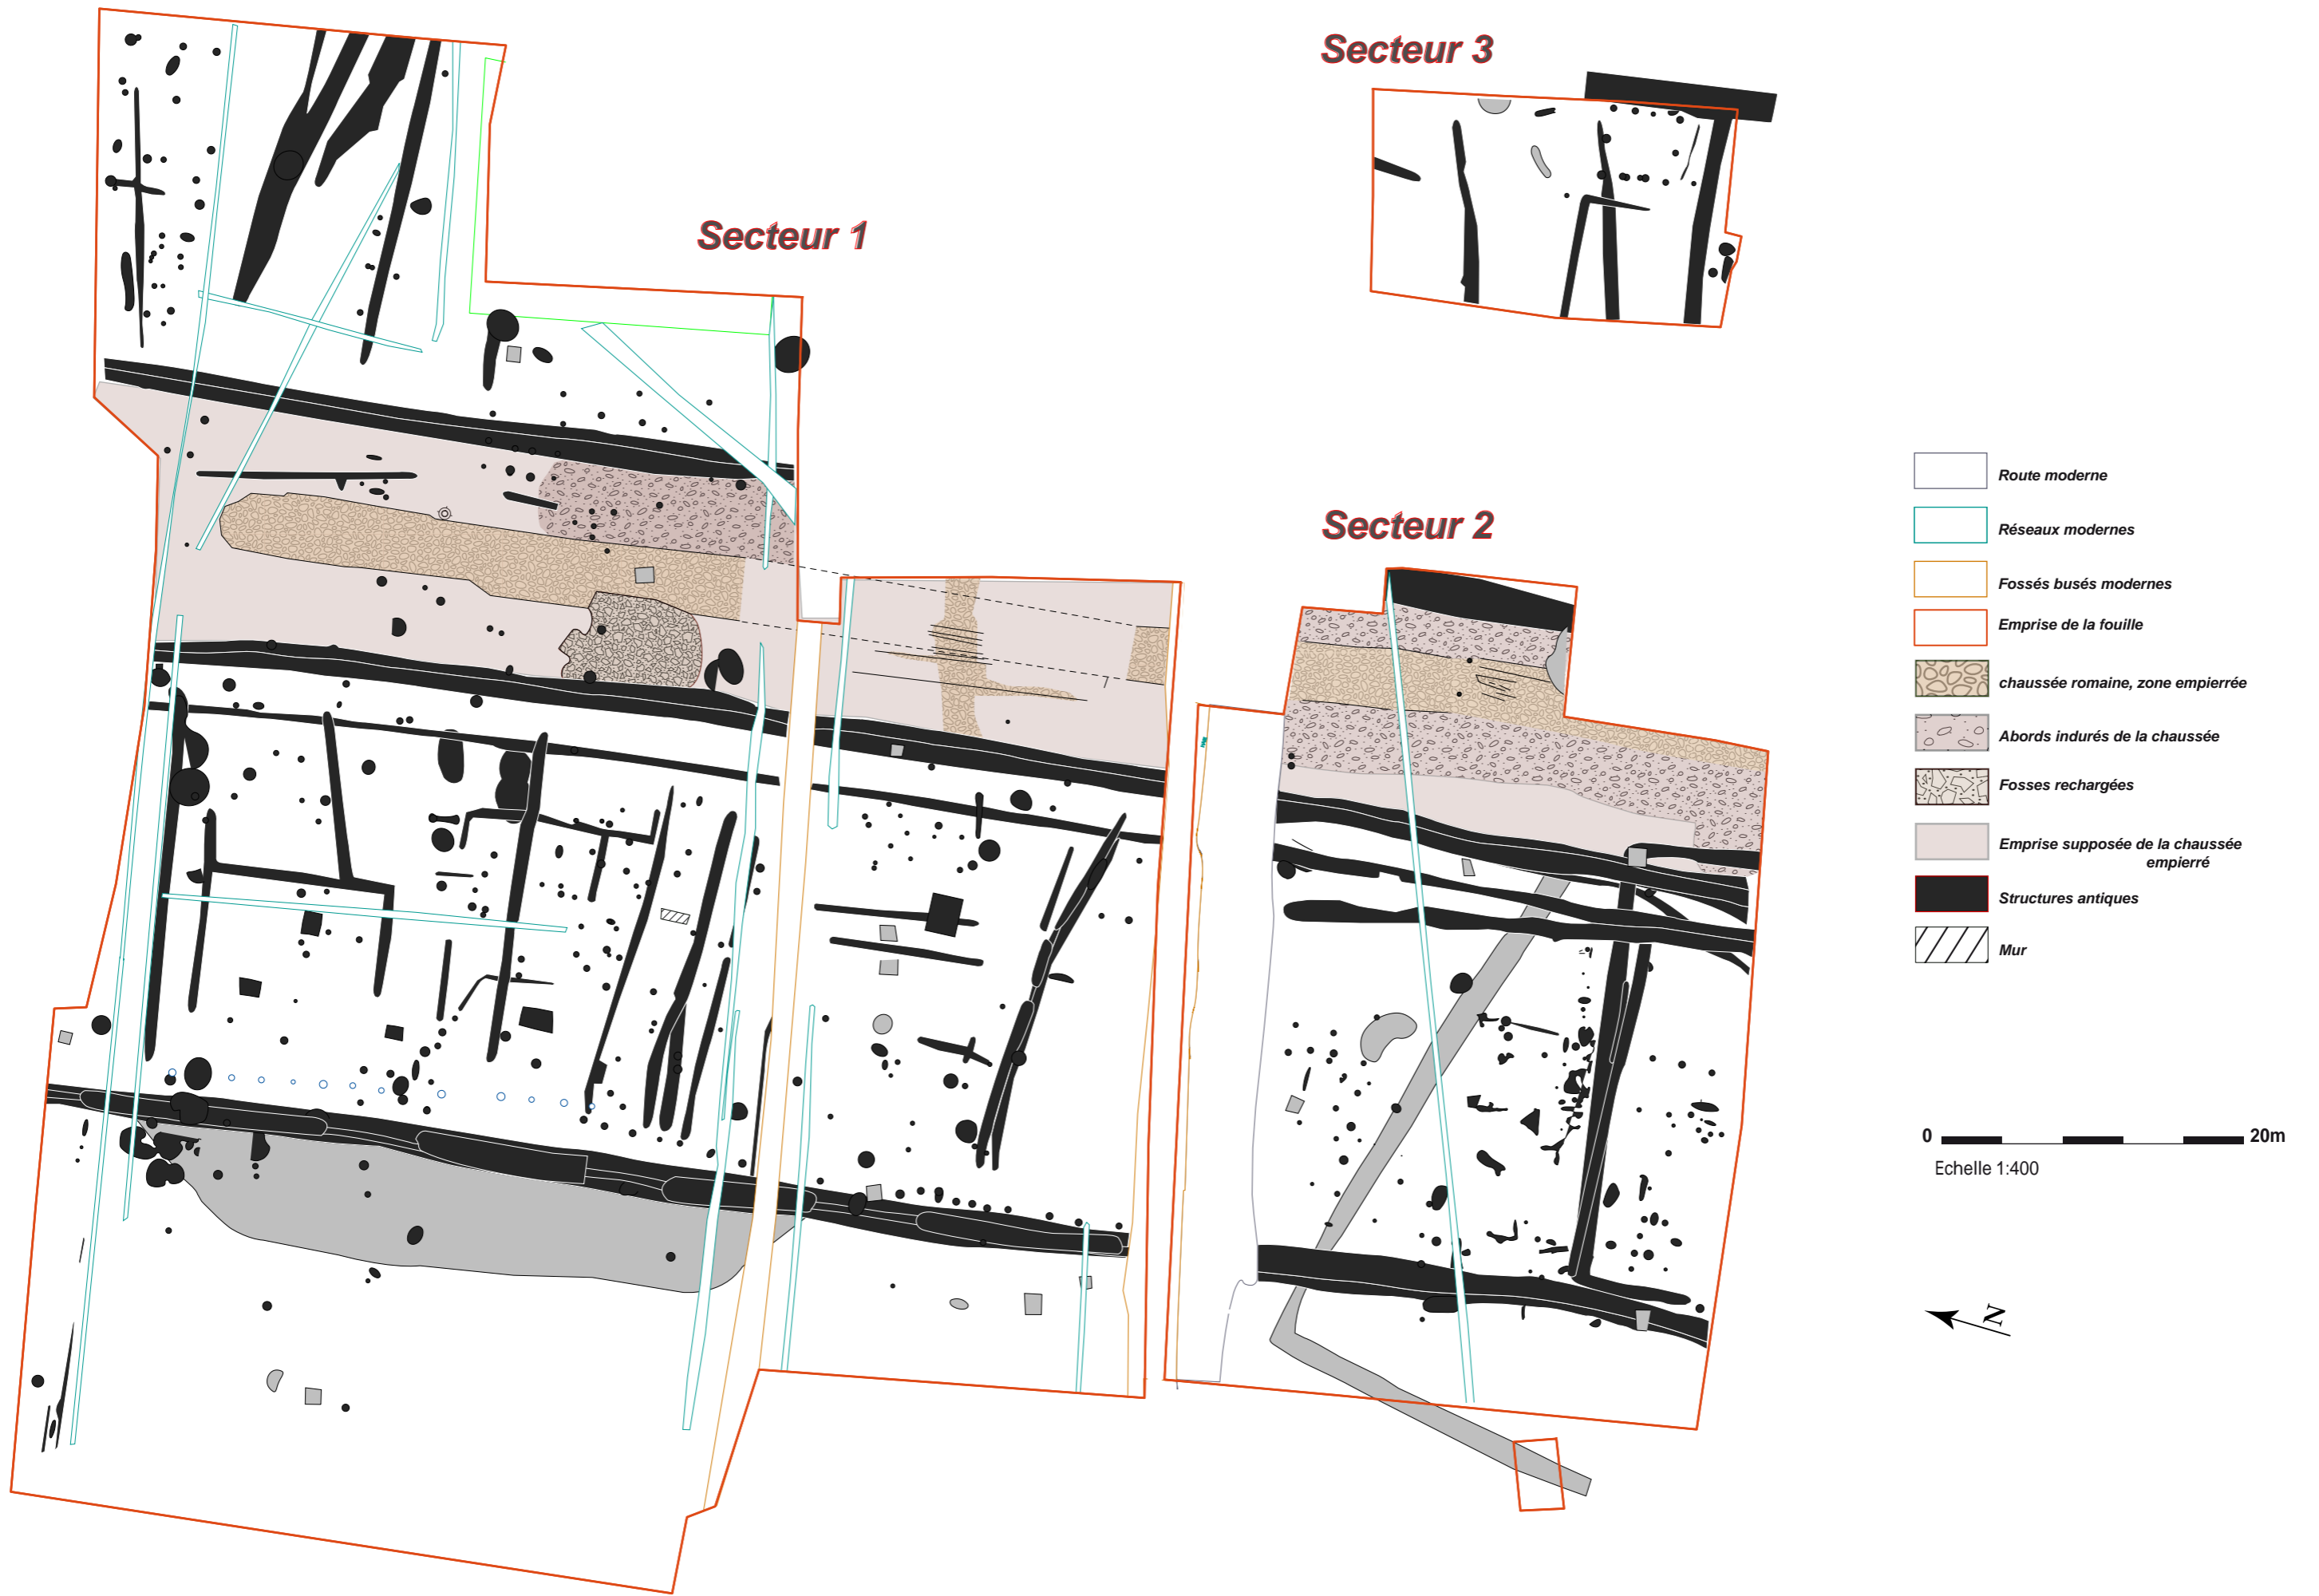 Secteur 3
Secteur 1
Secteur 2
Route moderne
Réseaux modernes
Fossés busés modernes
Emprise de la fouille
chaussée romaine, zone empierrée
Abords indurés de la chaussée
Fosses rechargées
Emprise supposée de la chaussée
empierré
Structures antiques
Mur
0 20m
Echelle 1:400
N